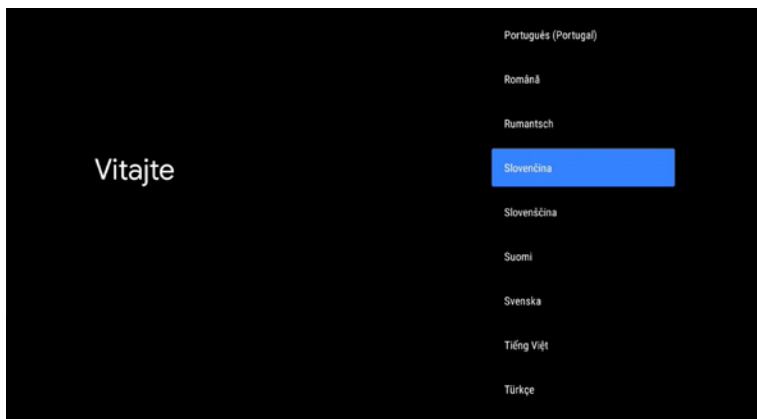 Vitajte
Português (Portugal)
Română
Rumantsch
Slovenčina
Slovenščina
Suomi
Svenska
Tiếng Việt
Türkçe